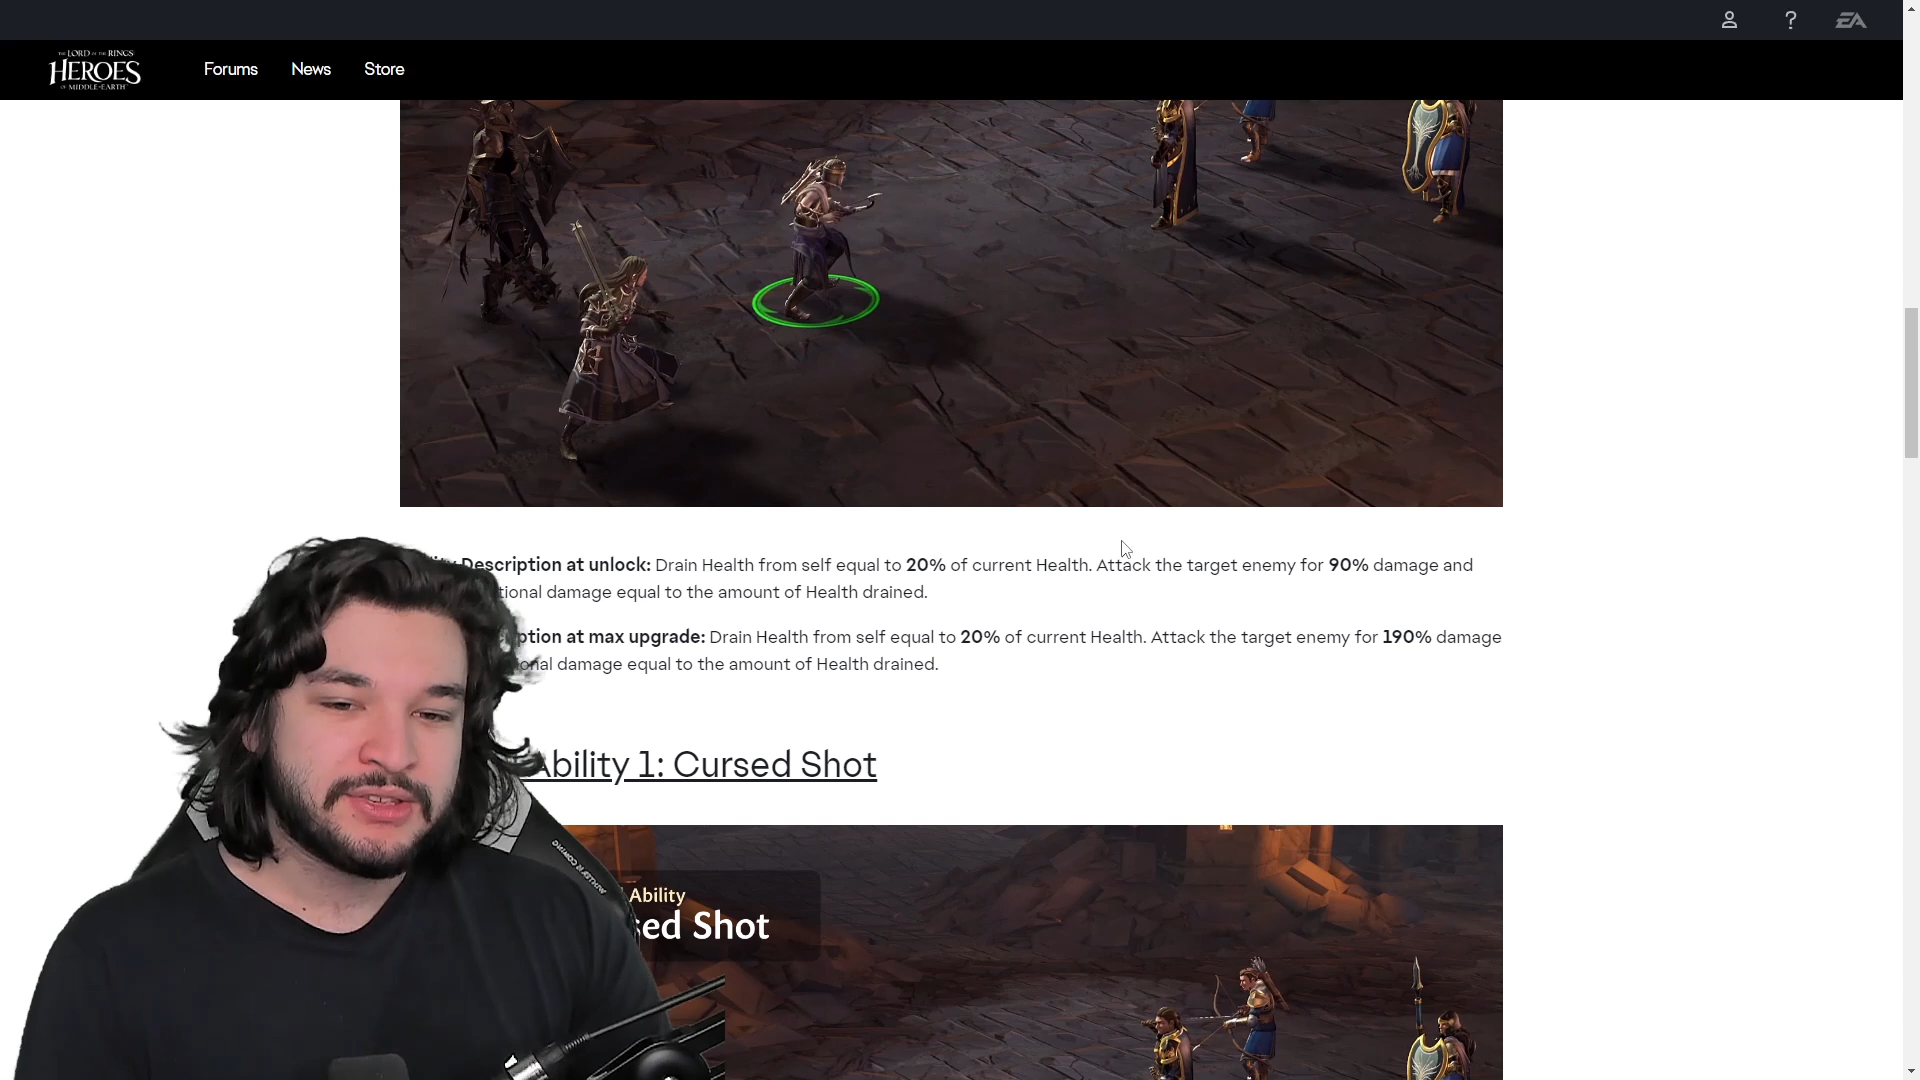 EA
THE LORD OF THE RINGS
HEROES
OF MIDDLE-EARTH
Forums News Store
Description at unlock: Drain Health from self equal to 20% of current Health. Attack the target enemy for 90% damage and
tional damage equal to the amount of Health drained.
ption at max upgrade: Drain Health from self equal to 20% of current Health. Attack the target enemy for 190% damage
onal damage equal to the amount of Health drained.
Ability 1: Cursed Shot
Ability
sed Shot